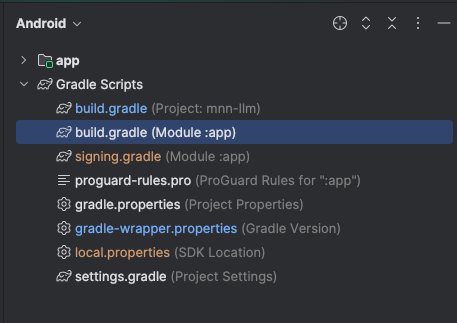 Android
app
Gradle Scripts
build.gradle (Project: mnn-llm)
build.gradle (Module :app)
signing.gradle (Module :app)
proguard-rules.pro (ProGuard Rules for ":app")
gradle.properties (Project Properties)
gradle-wrapper.properties (Gradle Version)
local.properties (SDK Location)
settings.gradle (Project Settings)